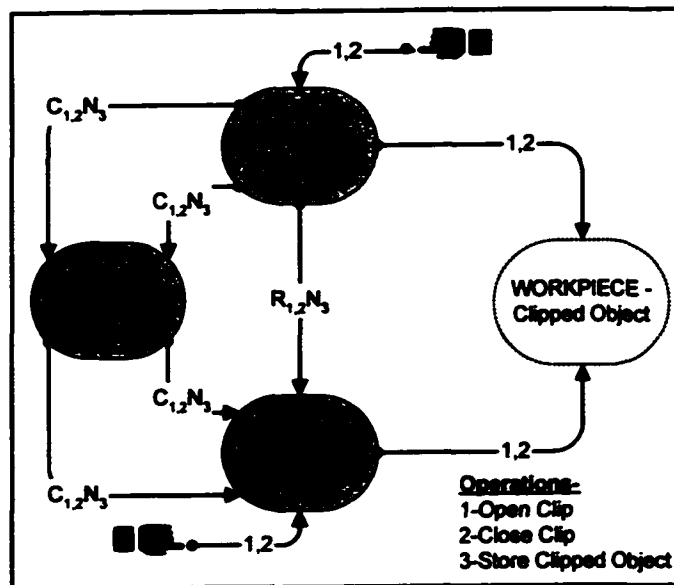 1,2
C1,2N3
1,2
C1,2N3
R1,2N3
WORKPIECE -
Clipped Object
C1,2N3
1,2
C1,2N3
Operations-
1-Open Clip
2-Close Clip
3-Store Clipped Object
1,2